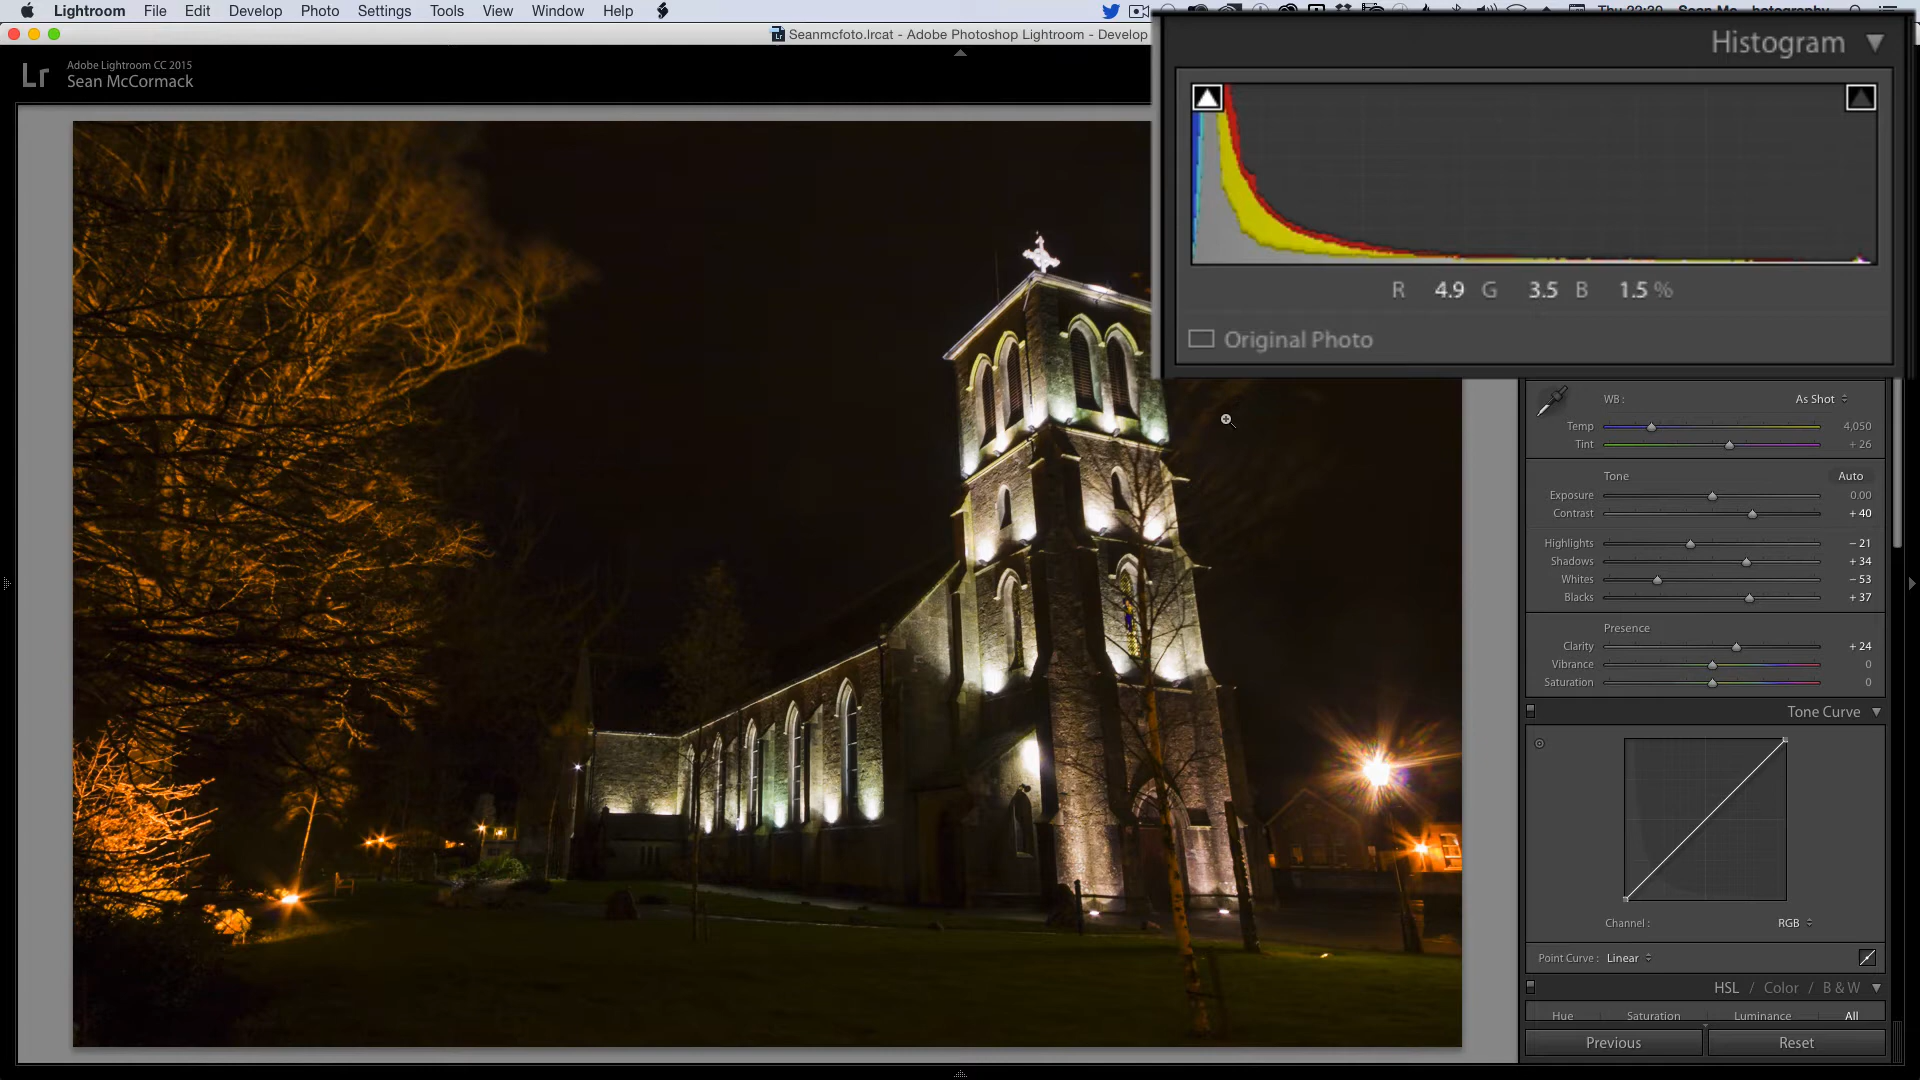 Lightroom File Edit Develop Photo Settings Tools View Window Help
Seanmcfoto.lrcat - Adobe Photoshop Lightroom - Develop
Lr
Adobe Lightroom CC 2015
Sean McCormack
Histogram
R 4.9 G 3.5 B 1.5 %
Original Photo
WB : As Shot
Temp 4,050
Tint + 26
Tone Auto
Exposure 0.00
Contrast + 40
Highlights − 21
Shadows + 34
Whites − 53
Blacks + 37
Presence
Clarity + 24
Vibrance 0
Saturation 0
Tone Curve
Channel : RGB
Point Curve : Linear
HSL / Color / B & W
Hue Saturation Luminance All
Previous Reset